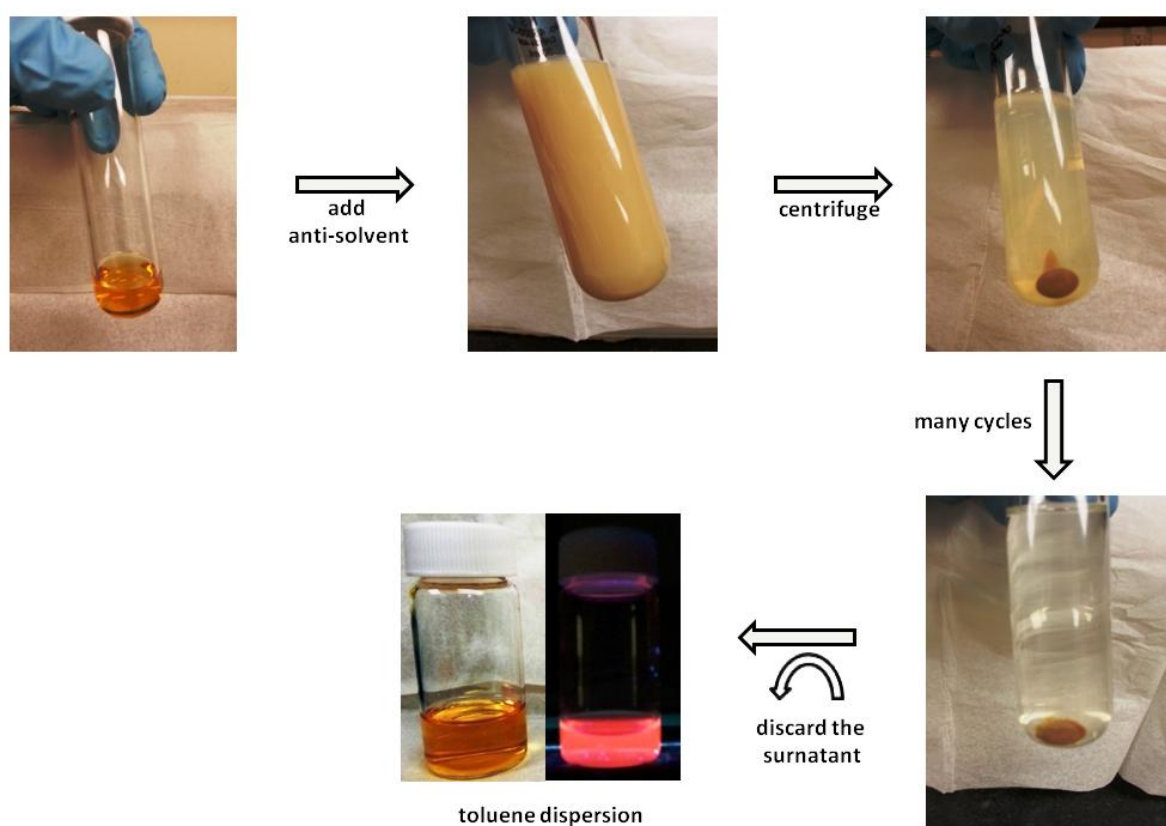 add
anti-solvent
centrifuge
many cycles
discard the
surnatant
toluene dispersion